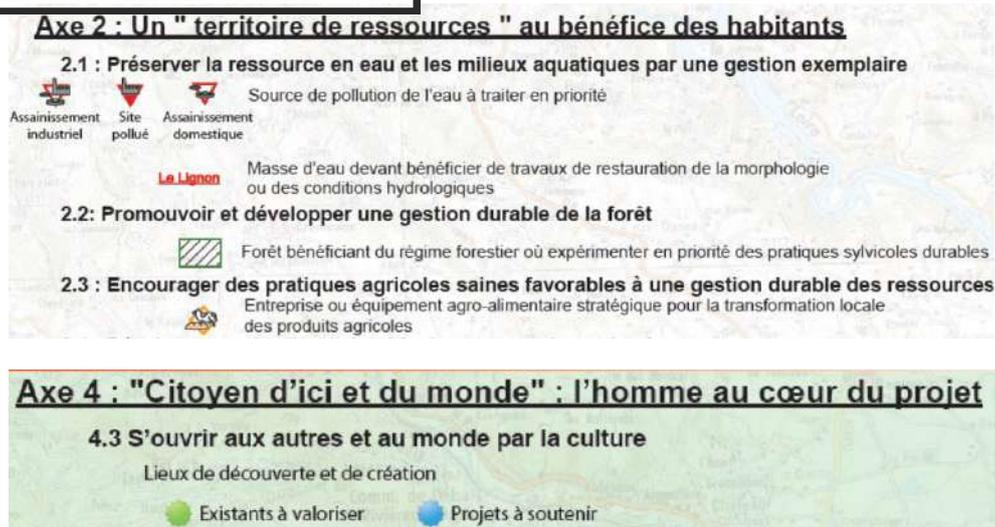 Axe 2 : Un " territoire de ressources " au bénéfice des habitants
2.1 : Préserver la ressource en eau et les milieux aquatiques par une gestion exemplaire
Assainissement industriel
Site pollué
Assainissement domestique
Source de pollution de l'eau à traiter en priorité
Le Lignon
Masse d'eau devant bénéficier de travaux de restauration de la morphologie
ou des conditions hydrologiques
2.2: Promouvoir et développer une gestion durable de la forêt
Forêt bénéficiant du régime forestier où expérimenter en priorité des pratiques sylvicoles durables
2.3 : Encourager des pratiques agricoles saines favorables à une gestion durable des ressources
Entreprise ou équipement agro-alimentaire stratégique pour la transformation locale
des produits agricoles
Axe 4 : "Citoyen d'ici et du monde" : l'homme au cœur du projet
4.3 S'ouvrir aux autres et au monde par la culture
Lieux de découverte et de création
Existants à valoriser
Projets à soutenir